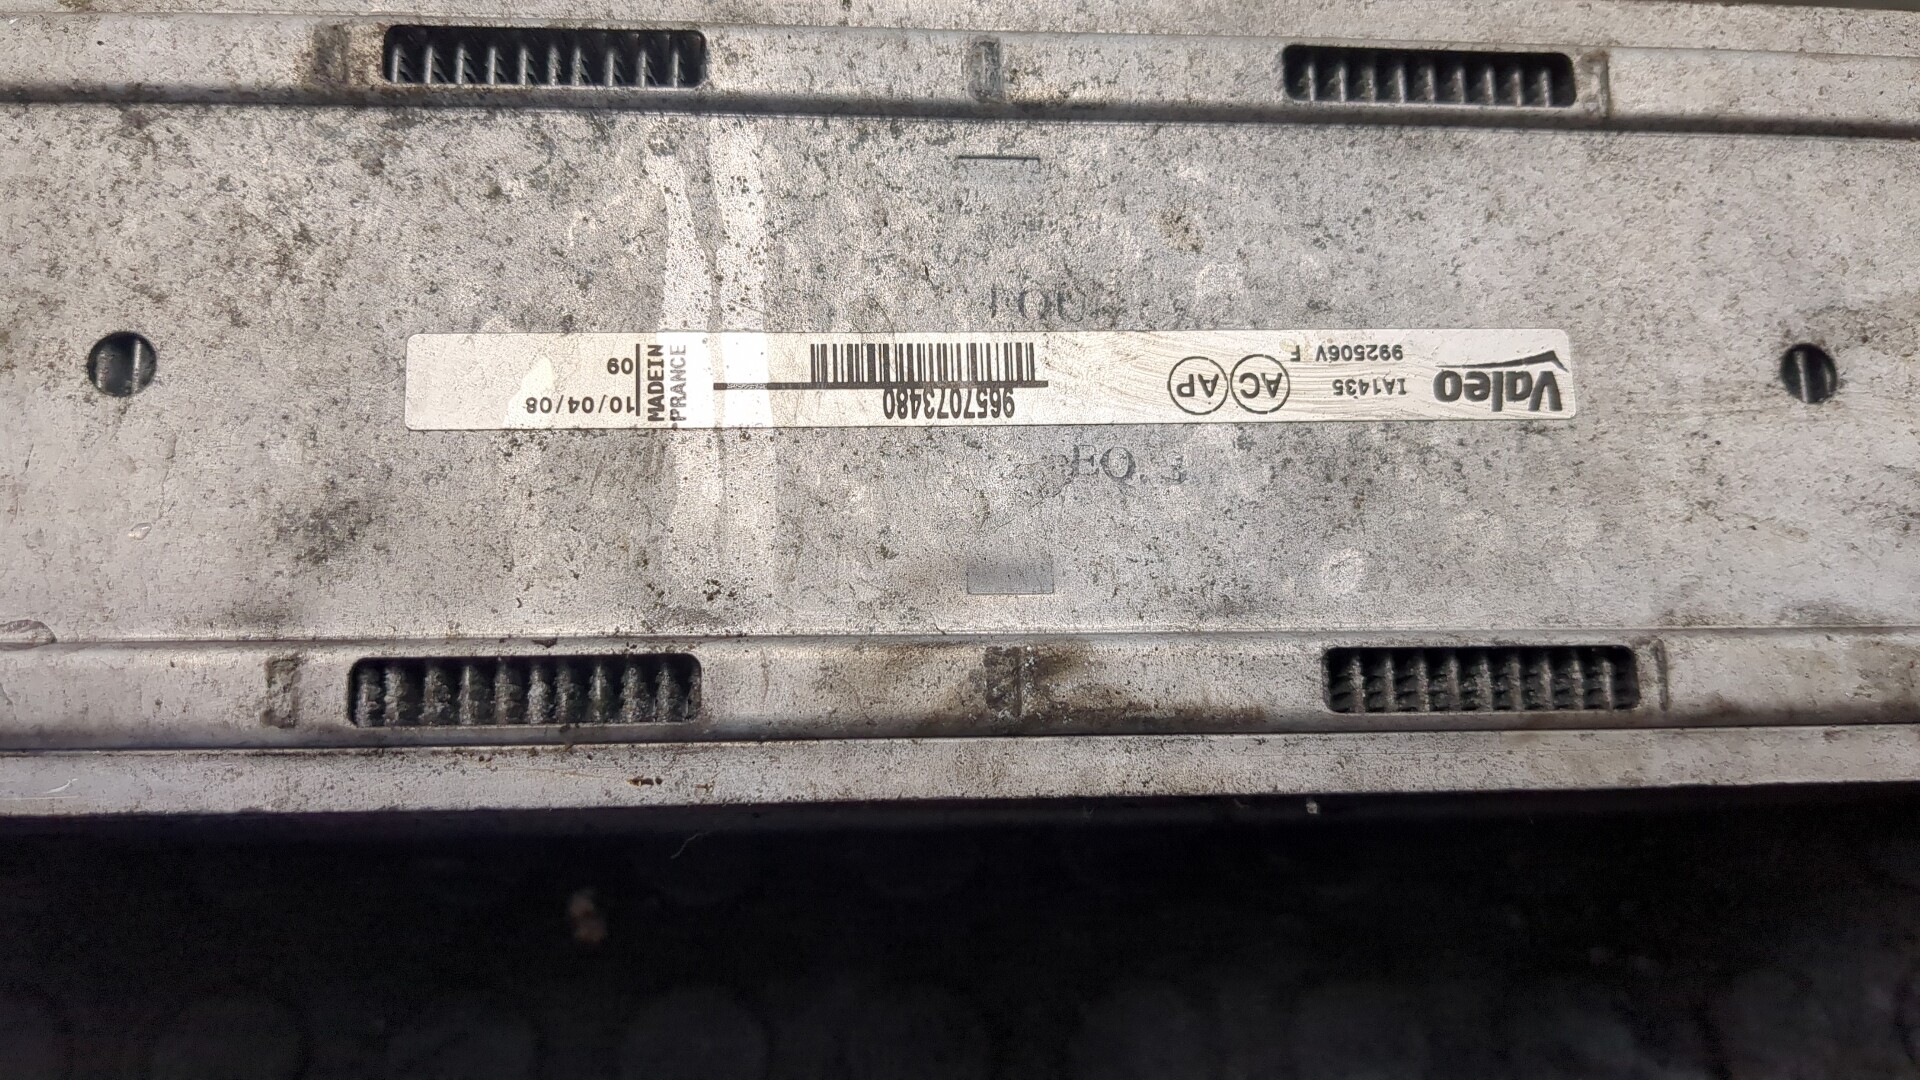 Valeo
IA1435
992506V F
AC
AP
9657073480
MADEIN
FRANCE
10/04/08
09